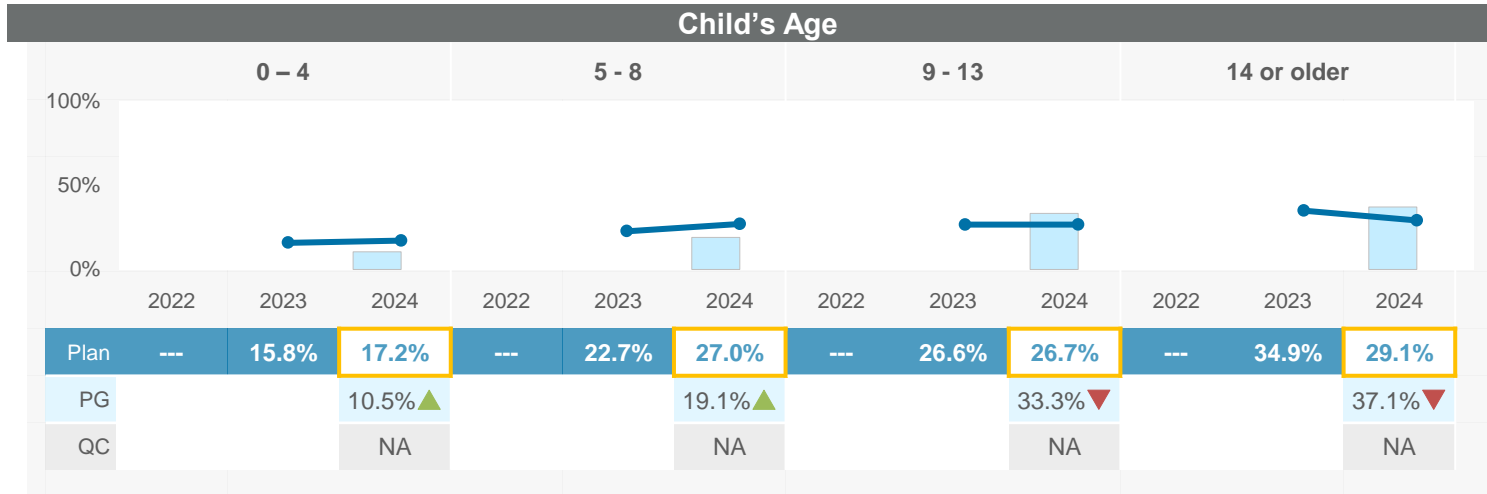 Child’s Age
0 – 4 5 - 8 9 - 13 14 or older
100%
50%
0%
2022 2023 2024 2022 2023 2024 2022 2023 2024 2022 2023 2024
Plan --- 15.8% 17.2% --- 22.7% 27.0% --- 26.6% 26.7% --- 34.9% 29.1%
PG 10.5% 19.1% 33.3% 37.1%
QC NA NA NA NA